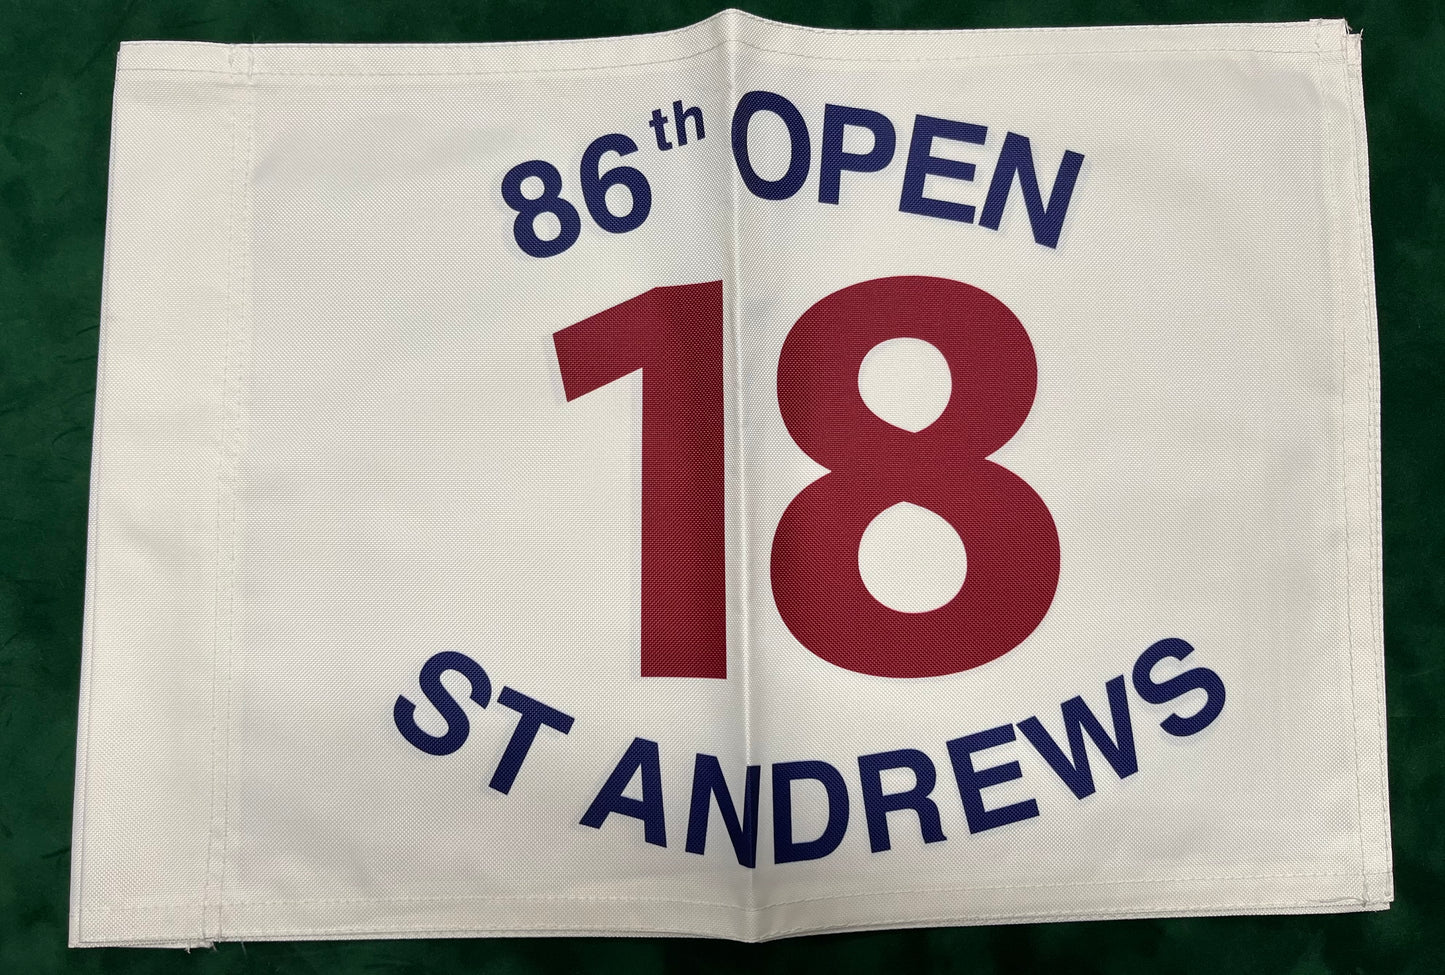 86th OPEN
18
ST ANDREWS